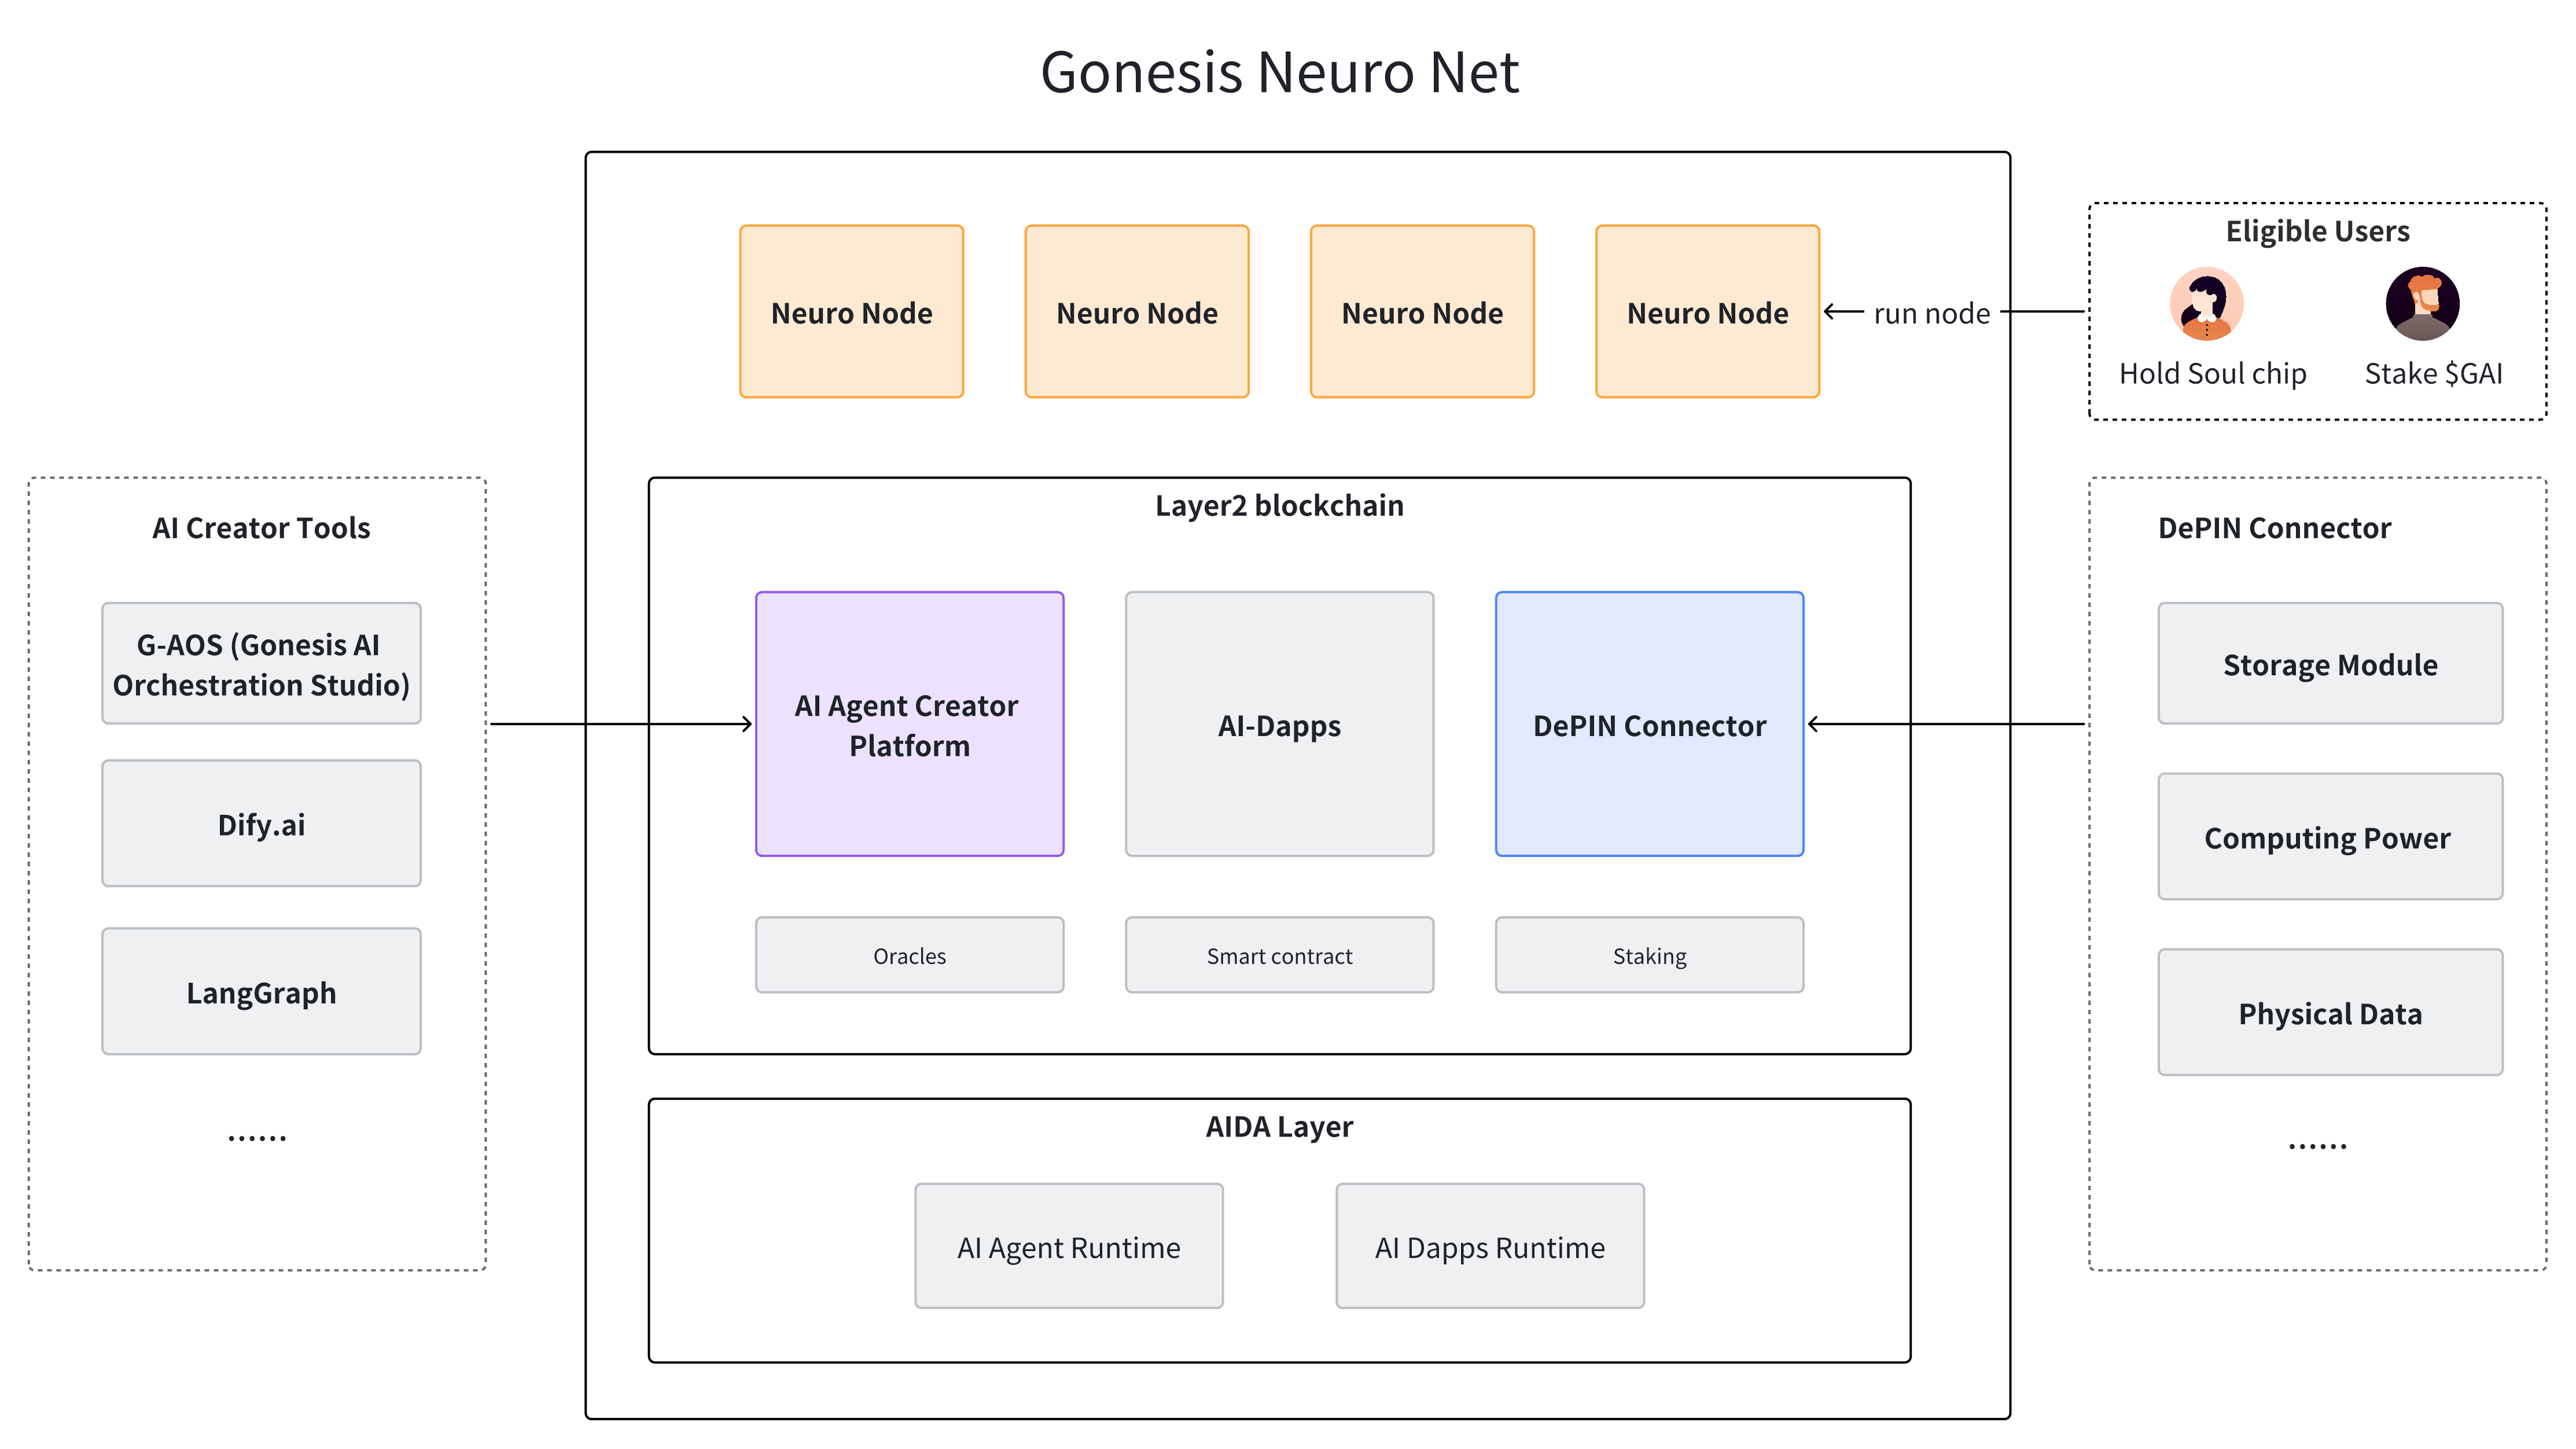 Gonesis Neuro Net
Neuro Node
Neuro Node
Neuro Node
Neuro Node
run node
Eligible Users
Hold Soul chip
Stake $GAI
AI Creator Tools
G-AOS (Gonesis AI
Orchestration Studio)
Dify.ai
LangGraph
......
Layer2 blockchain
AI Agent Creator
Platform
AI-Dapps
DePIN Connector
Oracles
Smart contract
Staking
DePIN Connector
Storage Module
Computing Power
Physical Data
......
AIDA Layer
AI Agent Runtime
AI Dapps Runtime